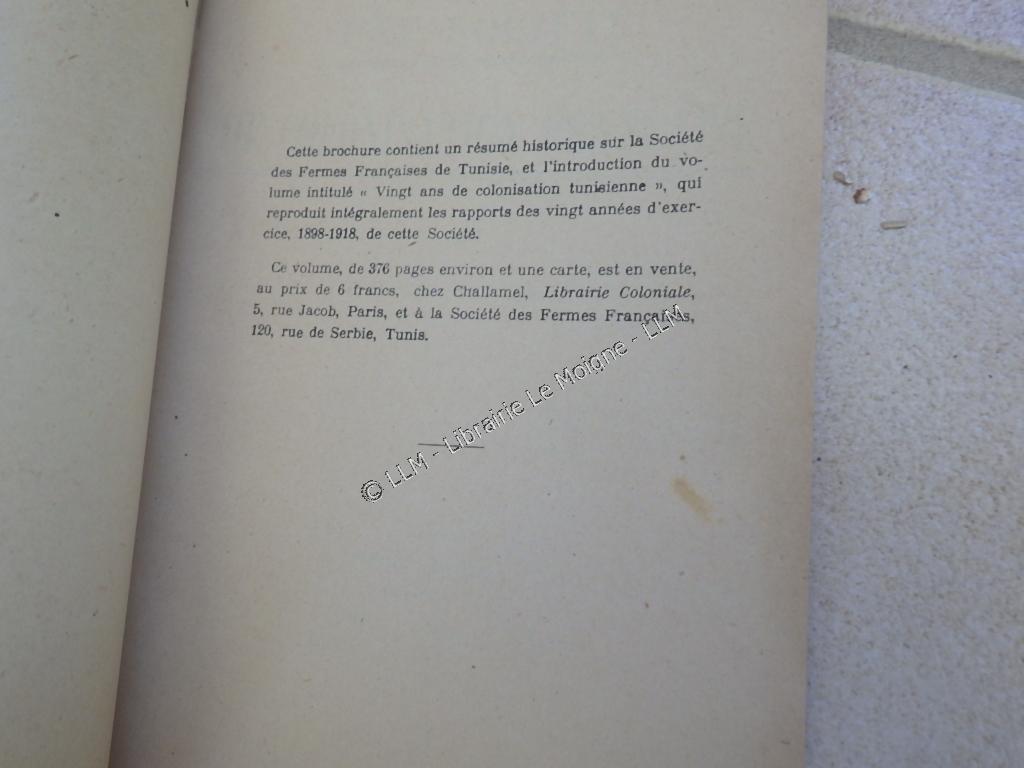 Cette brochure contient un résumé historique sur la Société
des Fermes Françaises de Tunisie, et l'introduction du vo-
lume intitulé « Vingt ans de colonisation tunisienne », qui
reproduit intégralement les rapports des vingt années d'exer-
cice, 1898-1918, de cette Société.
Ce volume, de 376 pages environ et une carte, est en vente,
au prix de 6 francs, chez Challamel, Librairie Coloniale,
5, rue Jacob, Paris, et à la Société des Fermes Françaises,
120, rue de Serbie, Tunis.
© LLM - Librairie Le Moigne - LLM